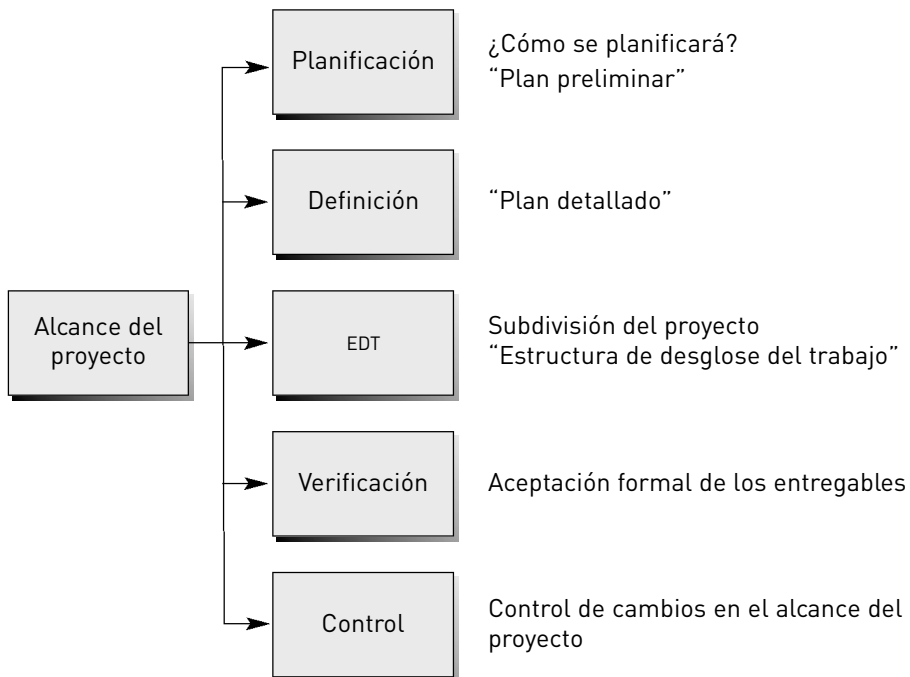 Planificación
¿Cómo se planificará?
“Plan preliminar”
Definición
“Plan detallado”
Alcance del
proyecto
EDT
Subdivisión del proyecto
“Estructura de desglose del trabajo”
Verificación
Aceptación formal de los entregables
Control
Control de cambios en el alcance del
proyecto